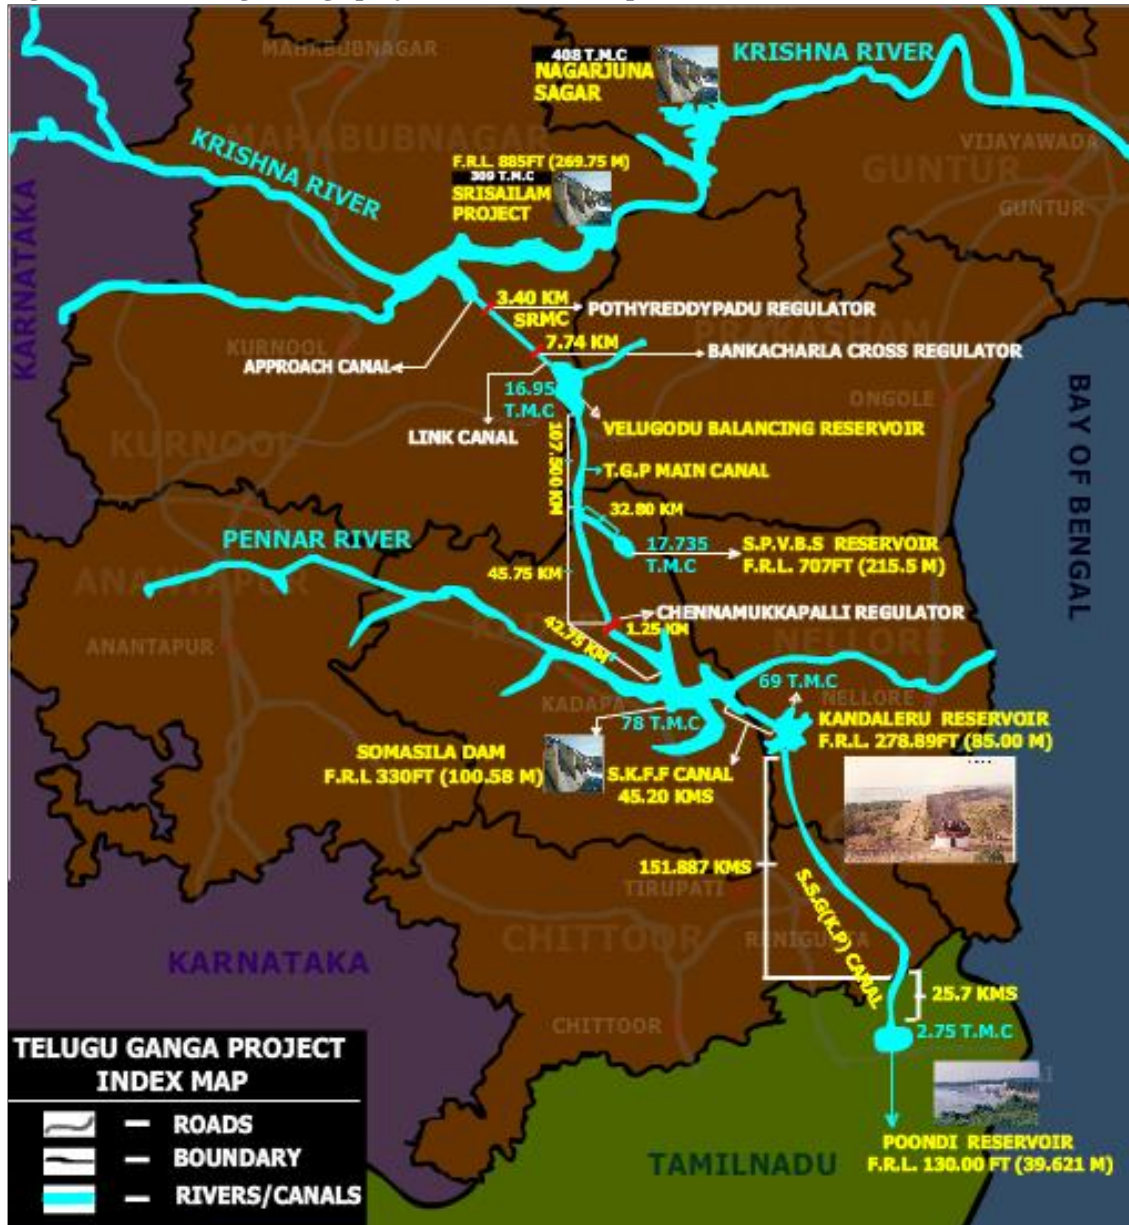 MAHABUBNAGAR
408 T.M.C
NAGARJUNA
SAGAR
KRISHNA RIVER
MAHABUBNAGAR
VIJAYAWADA
GUNTUR
GUNTUR
KRISHNA RIVER
F.R.L. 885FT (269.75 M)
309 T.M.C
SRISAILAM
PROJECT
KARNATAKA
3.40 KM
SRMC
POTHYREDDYPADU REGULATOR
PRAKASHAM
KURNOOL
7.74 KM
BANKACHARLA CROSS REGULATOR
APPROACH CANAL
16.95
T.M.C
ONGOLE
BAY OF BENGAL
LINK CANAL
KURNOOL
VELUGODU BALANCING RESERVOIR
107.500 KM
T.G.P MAIN CANAL
32.80 KM
PENNAR RIVER
17.735
T.M.C
S.P.V.B.S RESERVOIR
F.R.L. 707FT (215.5 M)
ANANTAPUR
45.75 KM
CHENNAMUKKAPALLI REGULATOR
1.25 KM
42.75 KM
NELLORE
ANANTAPUR
69 T.M.C
NELLORE
KADAPA
78 T.M.C
KANDALERU RESERVOIR
F.R.L. 278.89FT (85.00 M)
SOMASILA DAM
F.R.L 330FT (100.58 M)
S.K.F.F CANAL
45.20 KMS
151.887 KMS
TIRUPATI
S.S.G(K.P) CANAL
CHITTOOR
RENIGUNTA
KARNATAKA
25.7 KMS
CHITTOOR
2.75 T.M.C
TELUGU GANGA PROJECT
INDEX MAP
ROADS
BOUNDARY
RIVERS/CANALS
POONDI RESERVOIR
F.R.L. 130.00 FT (39.621 M)
TAMILNADU